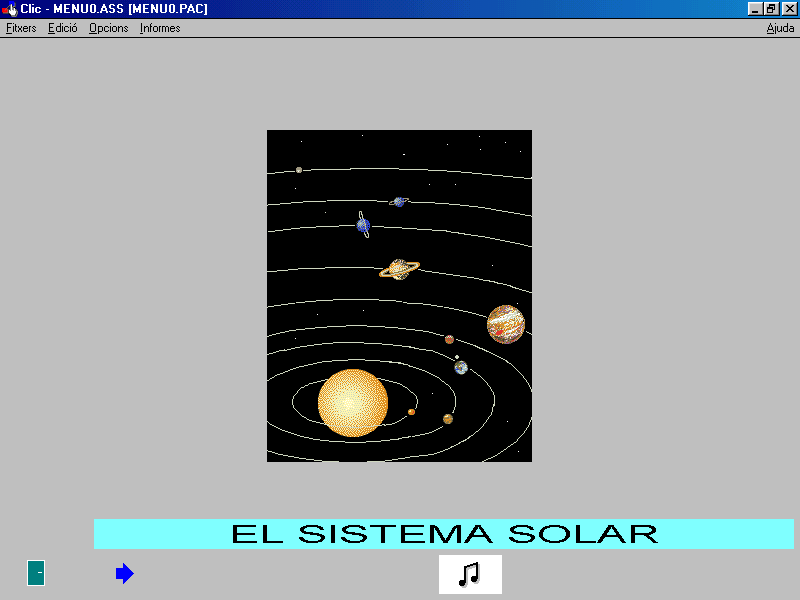 Clic - MENU0.ASS [MENU0.PAC]
Fitxers Edició Opcions Informes Ajuda
EL SISTEMA SOLAR